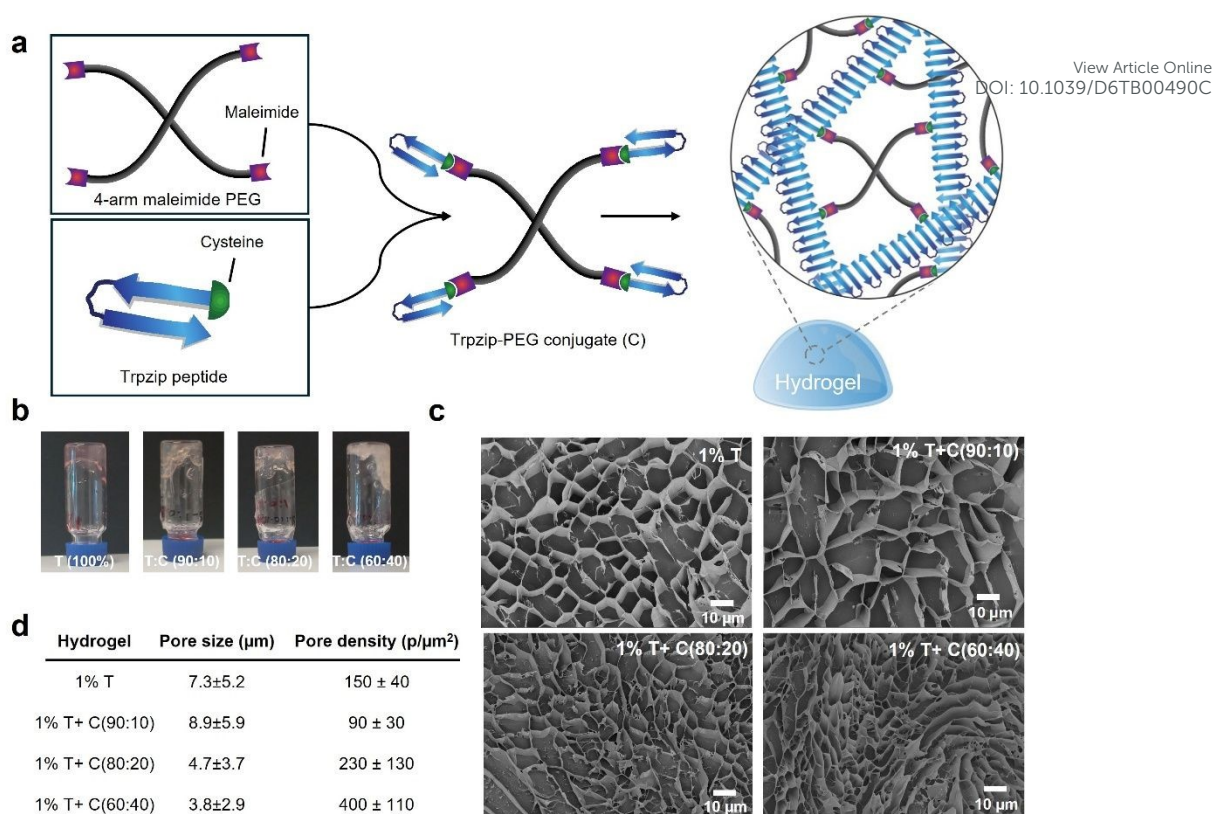 View Article Online
DOI: 10.1039/D6TB00490C
a
Maleimide
4-arm maleimide PEG
Cysteine
Trpzip peptide
Trpzip-PEG conjugate (C)
Hydrogel
b
T (100%) T:C (90:10) T:C (80:20) T:C (60:40)
c
1% T
10 µm
1% T+C(90:10)
10 µm
1% T+ C(80:20)
10 µm
1% T+ C(60:40)
10 µm
d
Hydrogel Pore size (µm) Pore density (p/µm²)
1% T 7.3±5.2 150 ± 40
1% T+ C(90:10) 8.9±5.9 90 ± 30
1% T+ C(80:20) 4.7±3.7 230 ± 130
1% T+ C(60:40) 3.8±2.9 400 ± 110